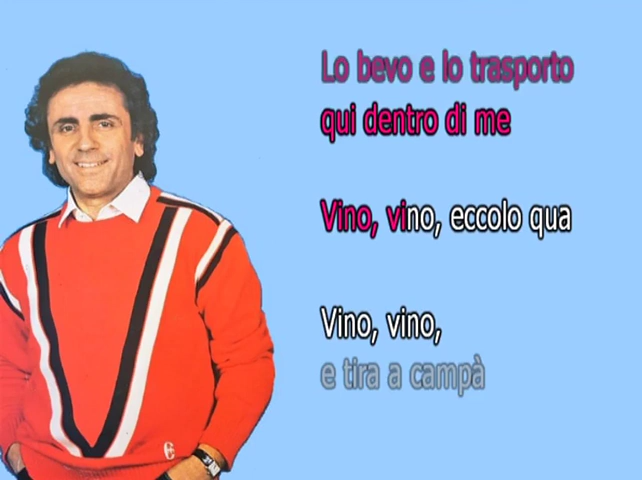 Lo bevo e lo trasporto
qui dentro di me
Vino, vino, eccolo qua
Vino, vino,
e tira a campà